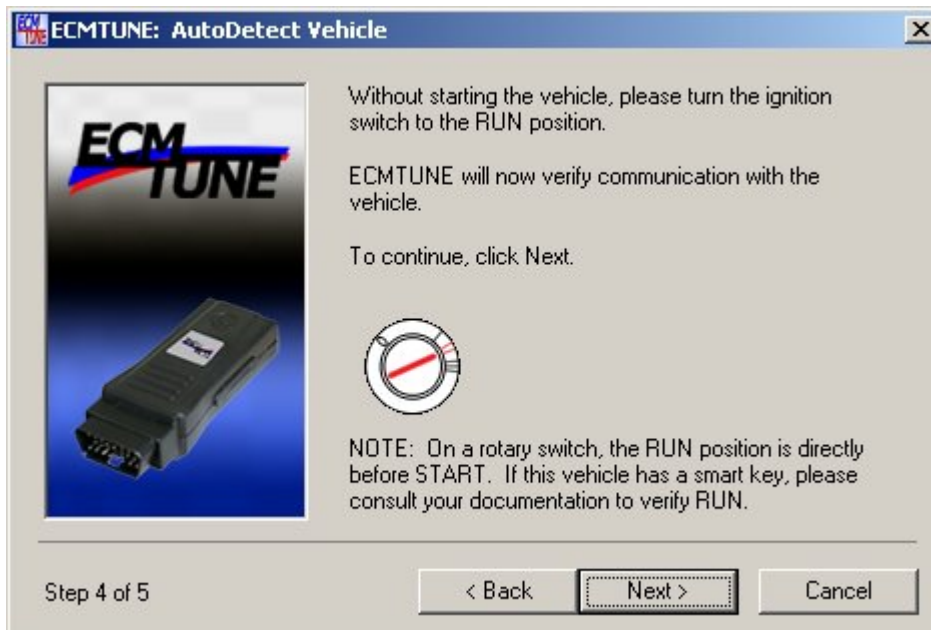 ECMTUNE: AutoDetect Vehicle
ECM
TUNE
Without starting the vehicle, please turn the ignition
switch to the RUN position.
ECMTUNE will now verify communication with the
vehicle.
To continue, click Next.
NOTE: On a rotary switch, the RUN position is directly
before START. If this vehicle has a smart key, please
consult your documentation to verify RUN.
Step 4 of 5
< Back
Next >
Cancel